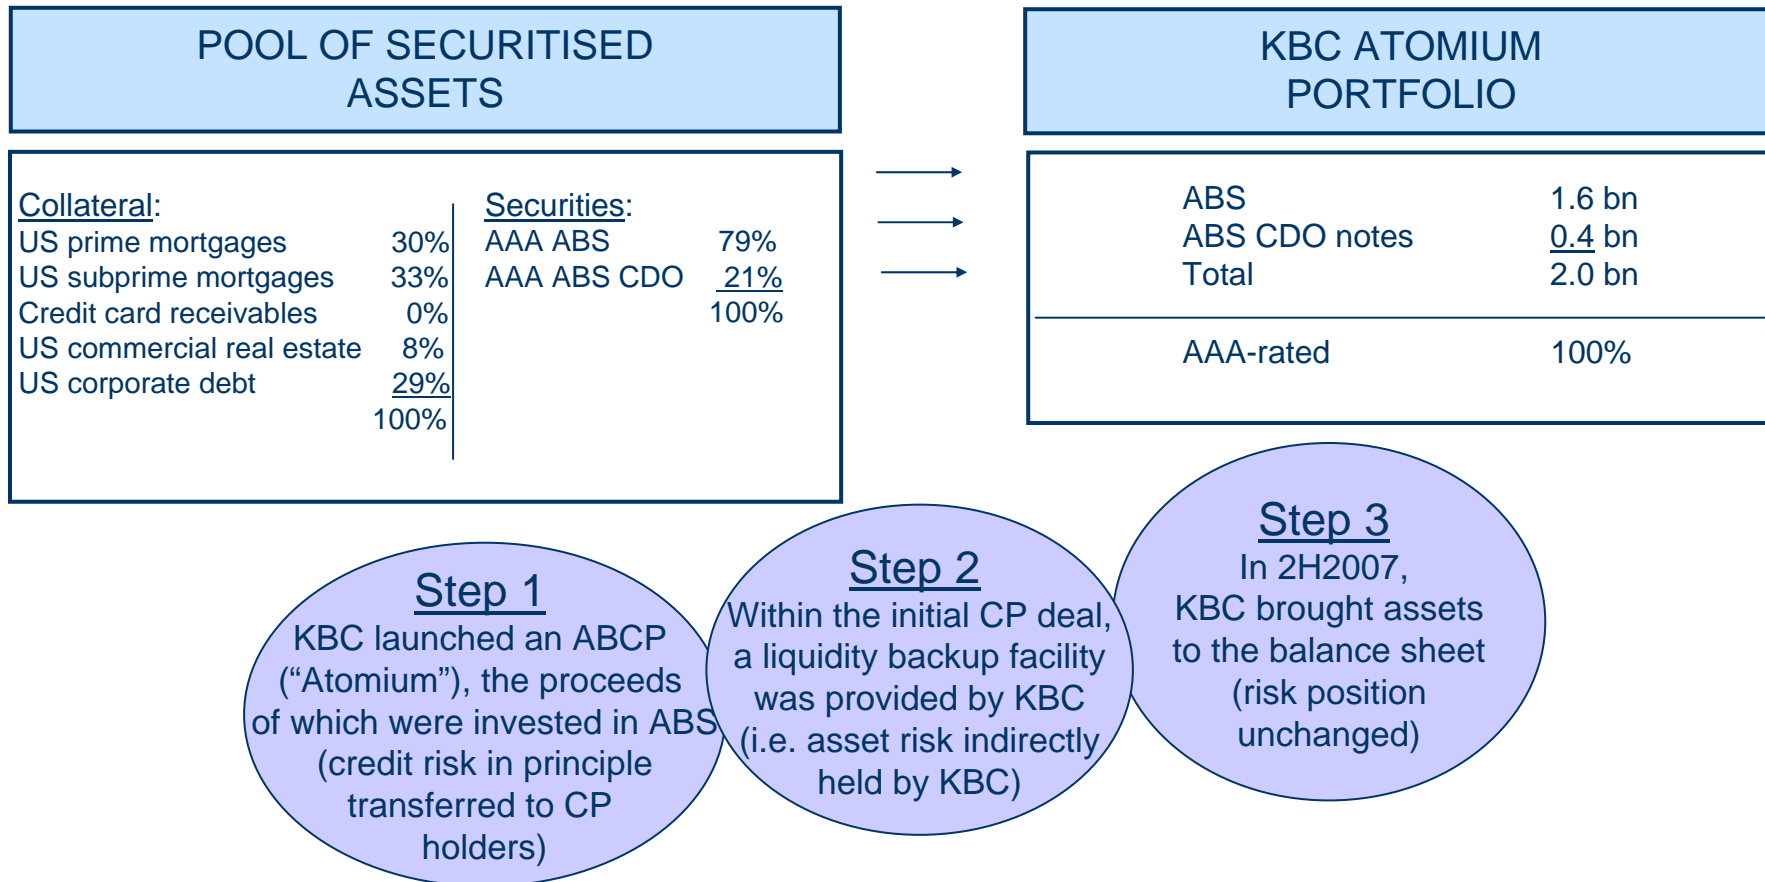 POOL OF SECURITISED
ASSETS
KBC ATOMIUM
PORTFOLIO
Collateral:
US prime mortgages 30%
US subprime mortgages 33%
Credit card receivables 0%
US commercial real estate 8%
US corporate debt 29%
100%
Securities:
AAA ABS 79%
AAA ABS CDO 21%
100%
ABS 1.6 bn
ABS CDO notes 0.4 bn
Total 2.0 bn
AAA-rated 100%
Step 1
KBC launched an ABCP
(“Atomium”), the proceeds
of which were invested in ABS
(credit risk in principle
transferred to CP
holders)
Step 2
Within the initial CP deal,
a liquidity backup facility
was provided by KBC
(i.e. asset risk indirectly
held by KBC)
Step 3
In 2H2007,
KBC brought assets
to the balance sheet
(risk position
unchanged)